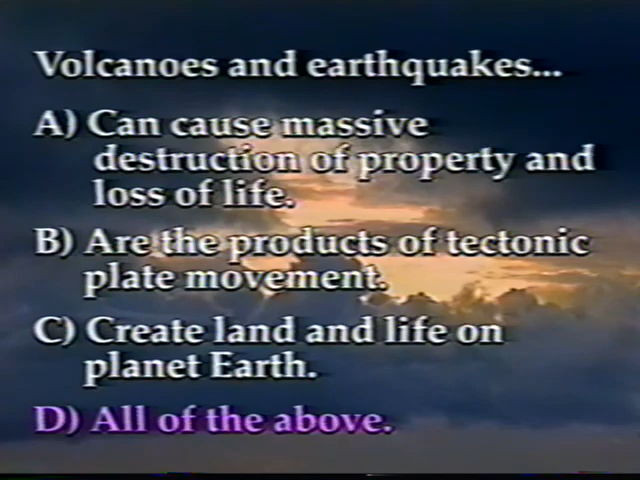 Volcanoes and earthquakes...
A) Can cause massive
destruction of property and
loss of life.
B) Are the products of tectonic
plate movement.
C) Create land and life on
planet Earth.
D) All of the above.